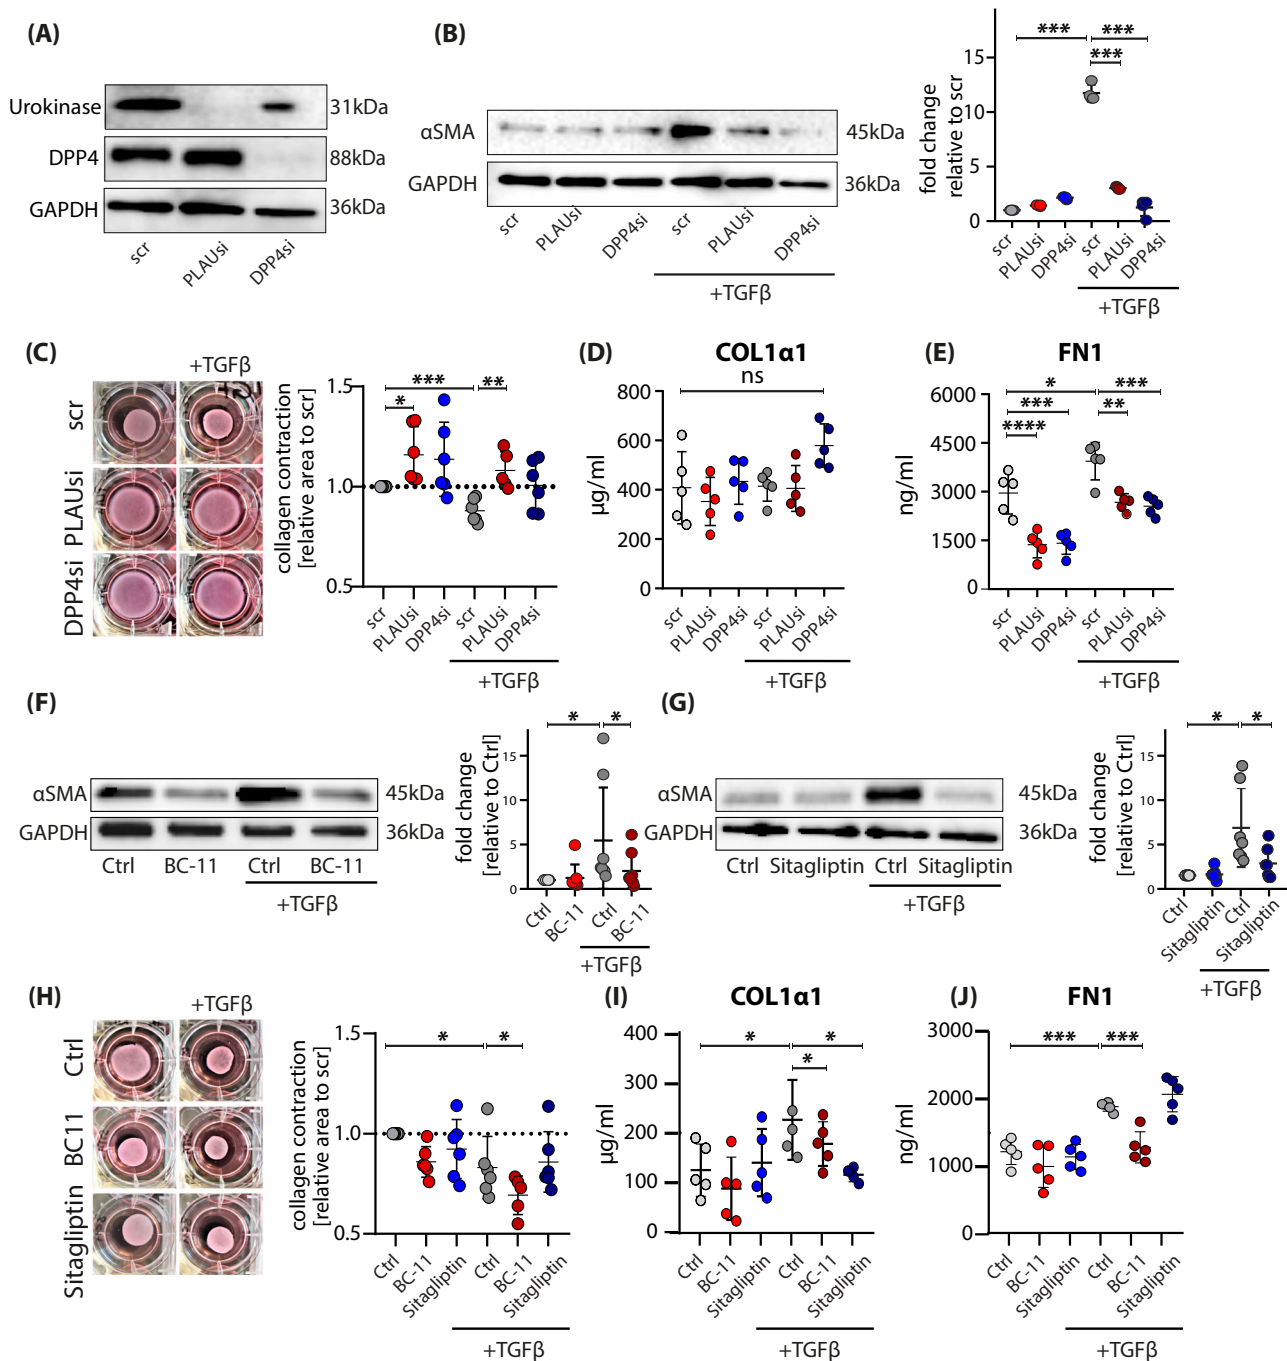 (A)
Urokinase
31kDa
DPP4
88kDa
GAPDH
36kDa
scr
PLAUsi
DPP4si
(B)
αSMA
45kDa
GAPDH
36kDa
scr
PLAUsi
DPP4si
scr
PLAUsi
DPP4si
+TGFβ
fold change
relative to scr
15
10
5
0
***
***
***
scr
PLAUsi
DPP4si
scr
PLAUsi
DPP4si
+TGFβ
(C)
+TGFβ
scr
PLAUsi
DPP4si
collagen contraction
[relative area to scr]
1.5
1.0
0.5
***
**
*
scr
PLAUsi
DPP4si
scr
PLAUsi
DPP4si
+TGFβ
(D)
COL1α1
ns
µg/ml
800
600
400
200
0
scr
PLAUsi
DPP4si
scr
PLAUsi
DPP4si
+TGFβ
(E)
FN1
ng/ml
6000
4500
3000
1500
0
*
***
***
****
**
scr
PLAUsi
DPP4si
scr
PLAUsi
DPP4si
+TGFβ
(F)
αSMA
45kDa
GAPDH
36kDa
Ctrl
BC-11
Ctrl
BC-11
+TGFβ
fold change
[relative to Ctrl]
15
10
5
0
*
*
Ctrl
BC-11
Ctrl
BC-11
+TGFβ
(G)
αSMA
45kDa
GAPDH
36kDa
Ctrl
Sitagliptin
Ctrl
Sitagliptin
+TGFβ
fold change
[relative to Ctrl]
15
10
5
0
*
*
Ctrl
Sitagliptin
Ctrl
Sitagliptin
+TGFβ
(H)
+TGFβ
Ctrl
BC11
Sitagliptin
collagen contraction
[relative area to scr]
1.5
1.0
0.5
*
*
Ctrl
BC-11
Sitagliptin
Ctrl
BC-11
Sitagliptin
+TGFβ
(I)
COL1α1
µg/ml
400
300
200
100
0
*
*
*
Ctrl
BC-11
Sitagliptin
Ctrl
BC-11
Sitagliptin
+TGFβ
(J)
FN1
ng/ml
3000
2000
1000
0
***
***
Ctrl
BC-11
Sitagliptin
Ctrl
BC-11
Sitagliptin
+TGFβ